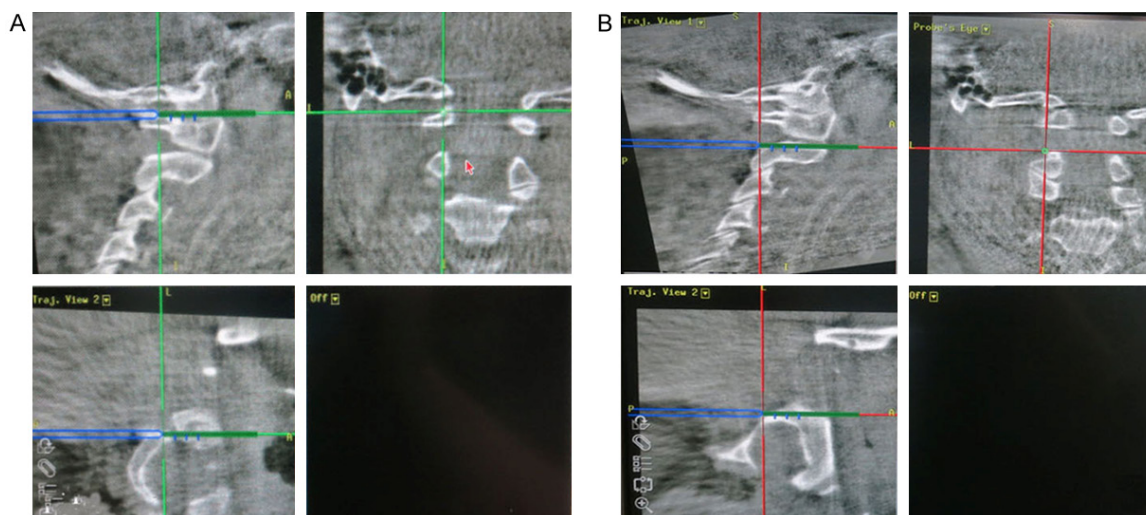 A
B
Traj. View 1
S
Probe's Eye
S
A
L
A
L
P
I
I
Traj. View 2
L
Off
Traj. View 2
L
Off
A
P
A